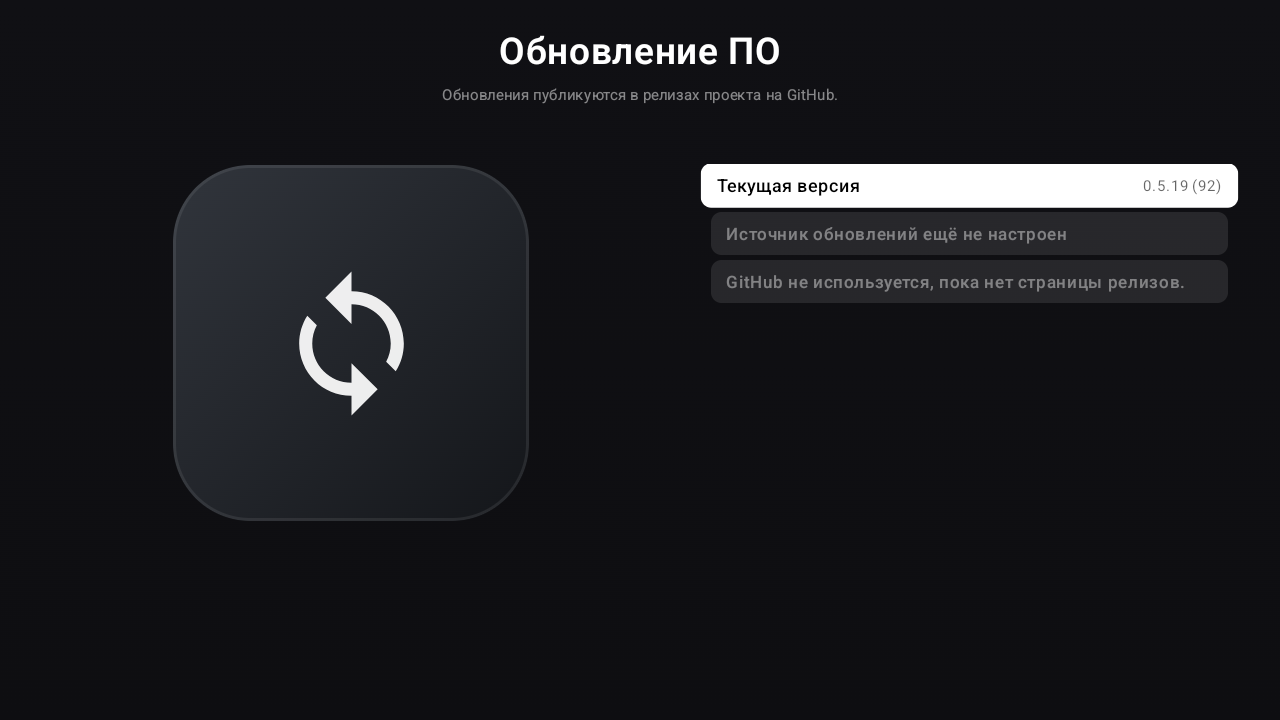 Обновление ПО
Обновления публикуются в релизах проекта на GitHub.
Текущая версия 0.5.19 (92)
Источник обновлений ещё не настроен
GitHub не используется, пока нет страницы релизов.